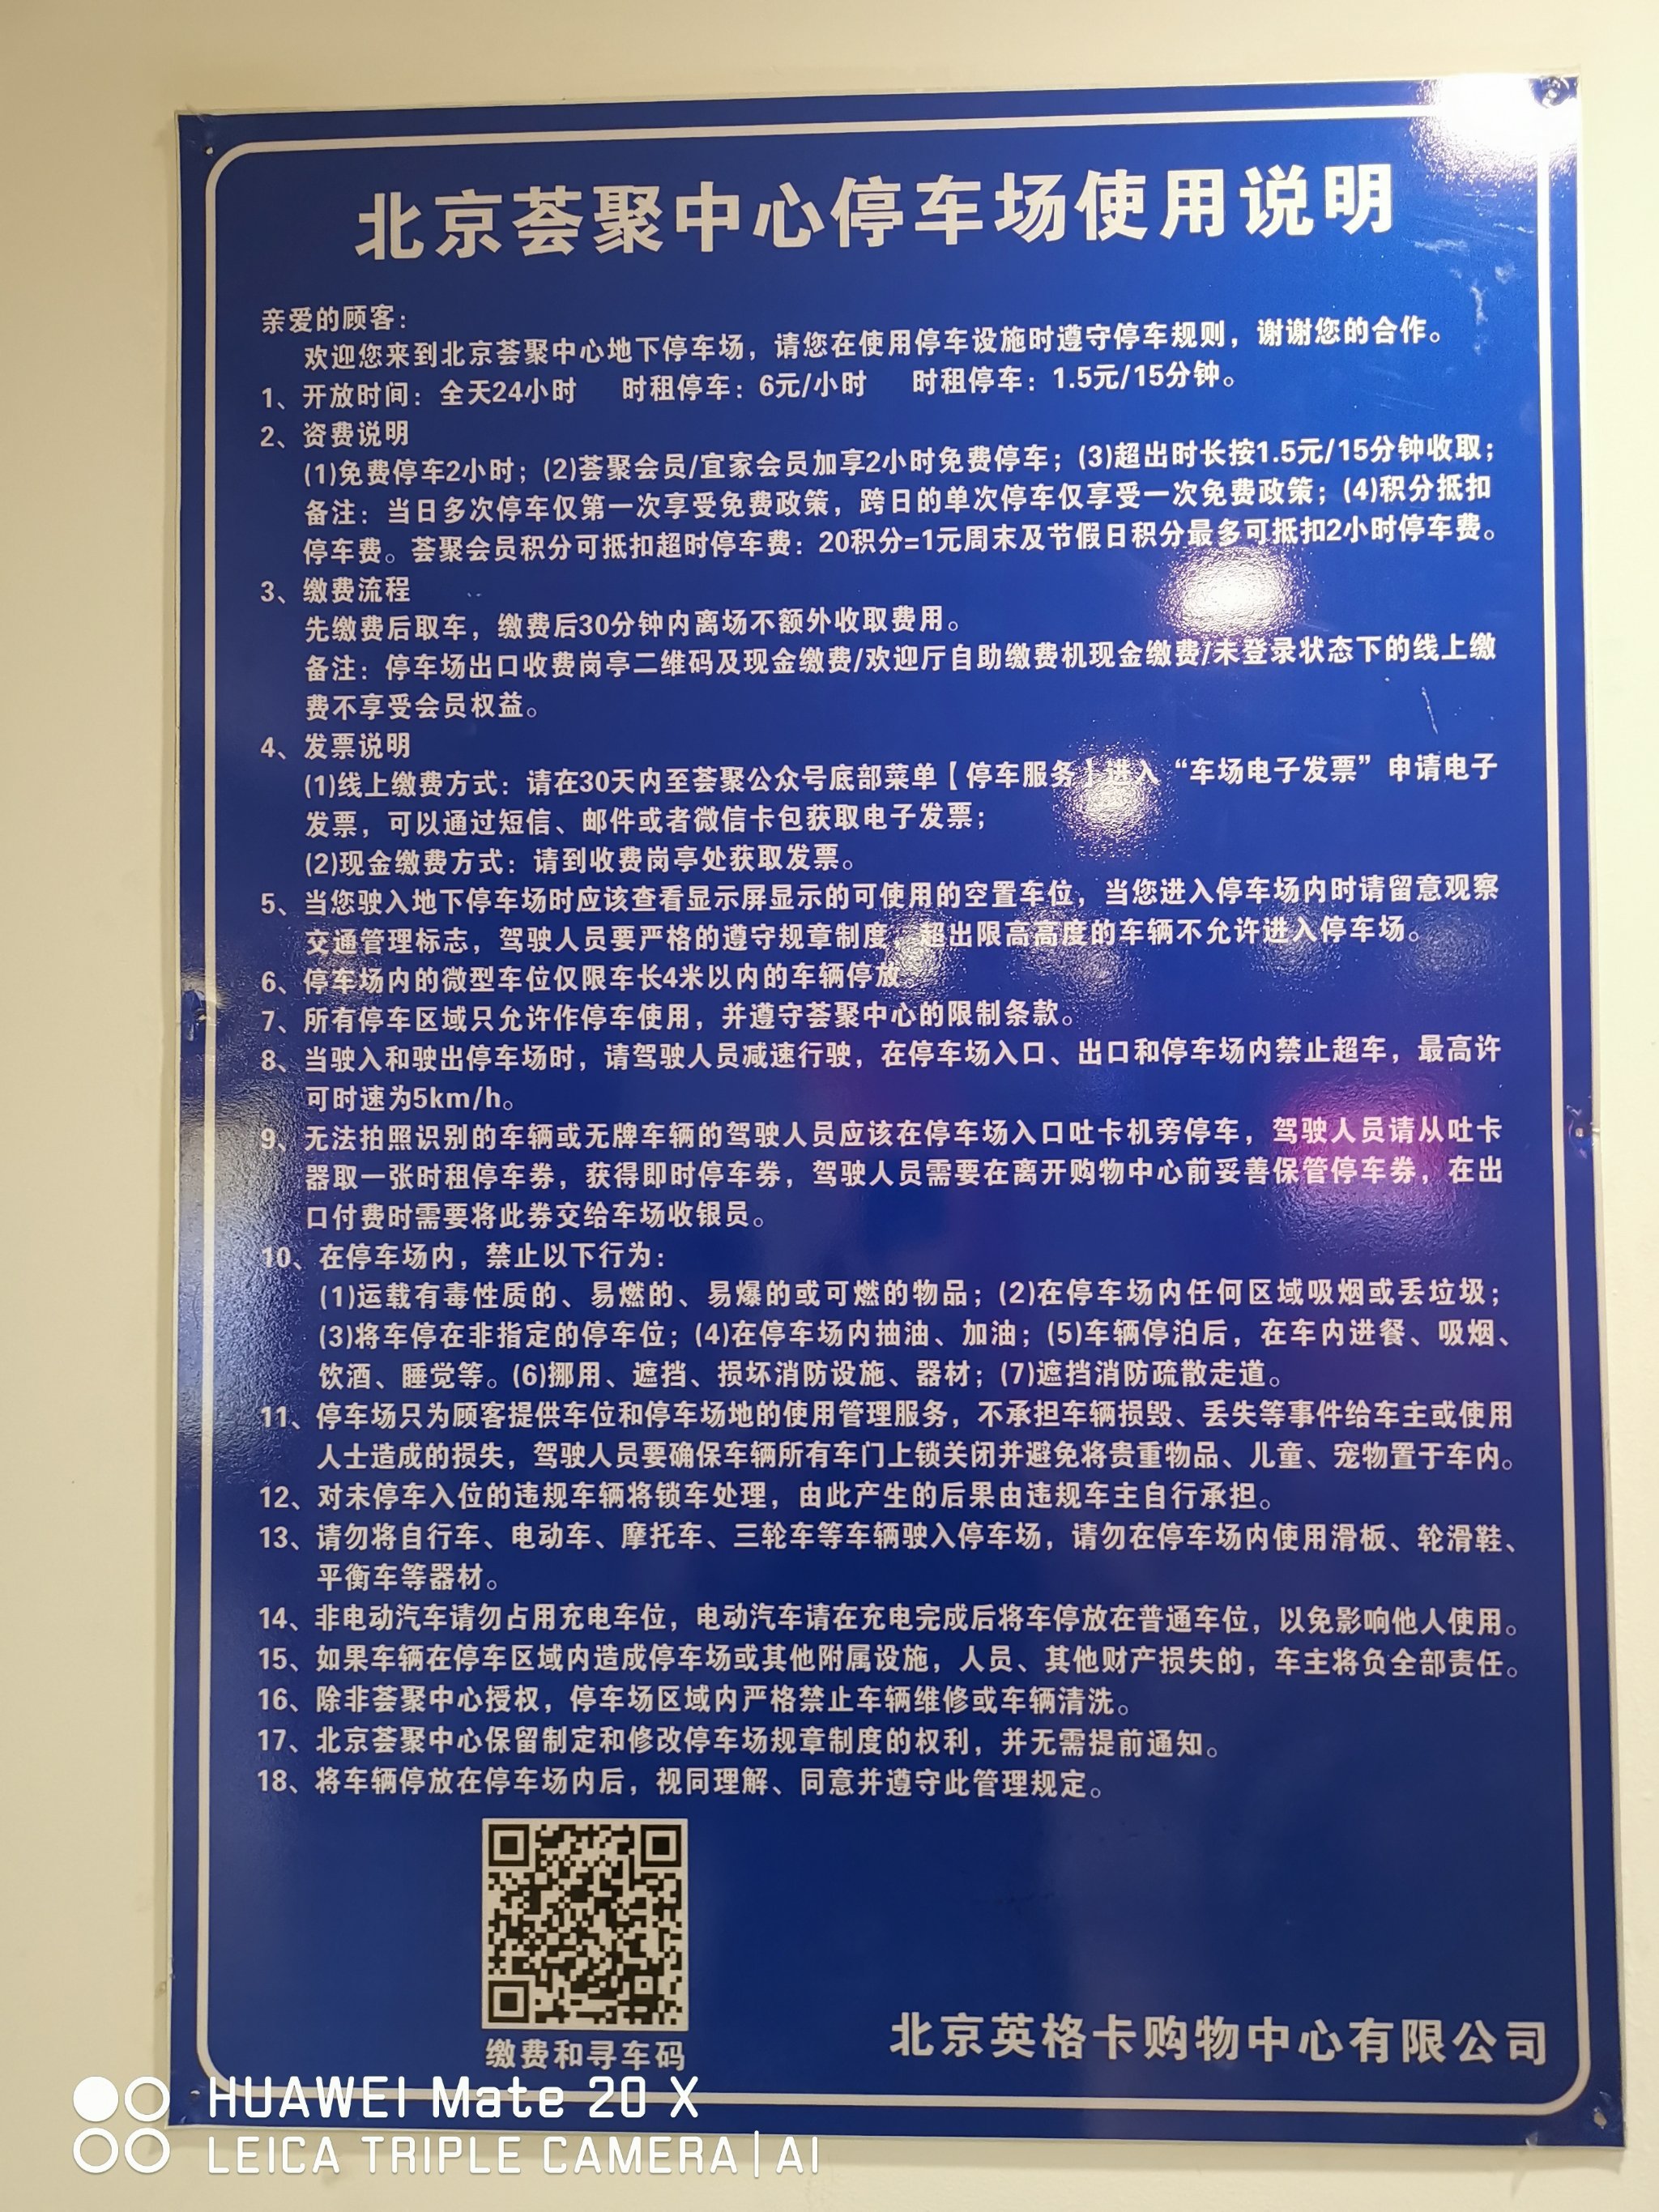 北京荟聚中心停车场使用说明
亲爱的顾客：
欢迎您来到北京荟聚中心地下停车场，请您在使用停车设施时遵守停车规则，谢谢您的合作。
1、开放时间：全天24小时 时租停车：6元/小时 时租停车：1.5元/15分钟。
2、资费说明
(1)免费停车2小时；(2)荟聚会员/宜家会员加享2小时免费停车；(3)超出时长按1.5元/15分钟收取；
备注：当日多次停车仅第一次享受免费政策，跨日的单次停车仅享受一次免费政策；(4)积分抵扣
停车费。荟聚会员积分可抵扣超时停车费：20积分=1元周末及节假日积分最多可抵扣2小时停车费。
3、缴费流程
先缴费后取车，缴费后30分钟内离场不额外收取费用。
备注：停车场出口收费岗亭二维码及现金缴费/欢迎厅自助缴费机现金缴费/未登录状态下的线上缴
费不享受会员权益。
4、发票说明
(1)线上缴费方式：请在30天内至荟聚公众号底部菜单【停车服务】进入“车场电子发票”申请电子
发票，可以通过短信、邮件或者微信卡包获取电子发票；
(2)现金缴费方式：请到收费岗亭处获取发票。
5、当您驶入地下停车场时应该查看显示屏显示的可使用的空置车位，当您进入停车场内时请留意观察
交通管理标志，驾驶人员要严格的遵守规章制度，超出限高高度的车辆不允许进入停车场。
6、停车场内的微型车位仅限车长4米以内的车辆停放。
7、所有停车区域只允许作停车使用，并遵守荟聚中心的限制条款。
8、当驶入和驶出停车场时，请驾驶人员减速行驶，在停车场入口、出口和停车场内禁止超车，最高许
可时速为5km/h。
9、无法拍照识别的车辆或无牌车辆的驾驶人员应该在停车场入口吐卡机旁停车，驾驶人员请从吐卡
器取一张时租停车券，获得即时停车券，驾驶人员需要在离开购物中心前妥善保管停车券，在出
口付费时需要将此券交给车场收银员。
10、在停车场内，禁止以下行为：
(1)运载有毒性质的、易燃的、易爆的或可燃的物品；(2)在停车场内任何区域吸烟或丢垃圾；
(3)将车停在非指定的停车位；(4)在停车场内抽油、加油；(5)车辆停泊后，在车内进餐、吸烟、
饮酒、睡觉等。(6)挪用、遮挡、损坏消防设施、器材；(7)遮挡消防疏散走道。
11、停车场只为顾客提供车位和停车场地的使用管理服务，不承担车辆损毁、丢失等事件给车主或使用
人士造成的损失，驾驶人员要确保车辆所有车门上锁关闭并避免将贵重物品、儿童、宠物置于车内。
12、对未停车入位的违规车辆将锁车处理，由此产生的后果由违规车主自行承担。
13、请勿将自行车、电动车、摩托车、三轮车等车辆驶入停车场，请勿在停车场内使用滑板、轮滑鞋、
平衡车等器材。
14、非电动汽车请勿占用充电车位，电动汽车请在充电完成后将车停放在普通车位，以免影响他人使用。
15、如果车辆在停车区域内造成停车场或其他附属设施，人员、其他财产损失的，车主将负全部责任。
16、除非荟聚中心授权，停车场区域内严格禁止车辆维修或车辆清洗。
17、北京荟聚中心保留制定和修改停车场规章制度的权利，并无需提前通知。
18、将车辆停放在停车场内后，视同理解、同意并遵守此管理规定。
缴费和寻车码
北京英格卡购物中心有限公司
HUAWEI Mate 20 X
LEICA TRIPLE CAMERA | AI